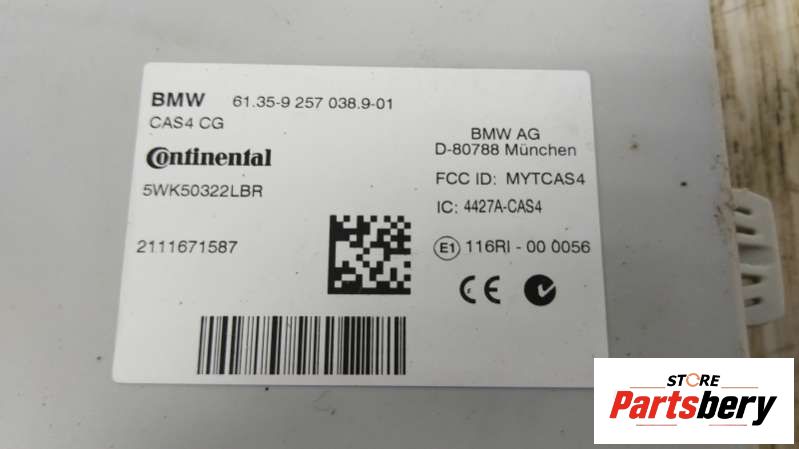 BMW 61.35-9 257 038.9-01
CAS4 CG
Continental
5WK50322LBR
2111671587
BMW AG
D-80788 München
FCC ID: MYTCAS4
IC: 4427A-CAS4
E1 116RI - 00 0056
CE
STORE
Partsbery